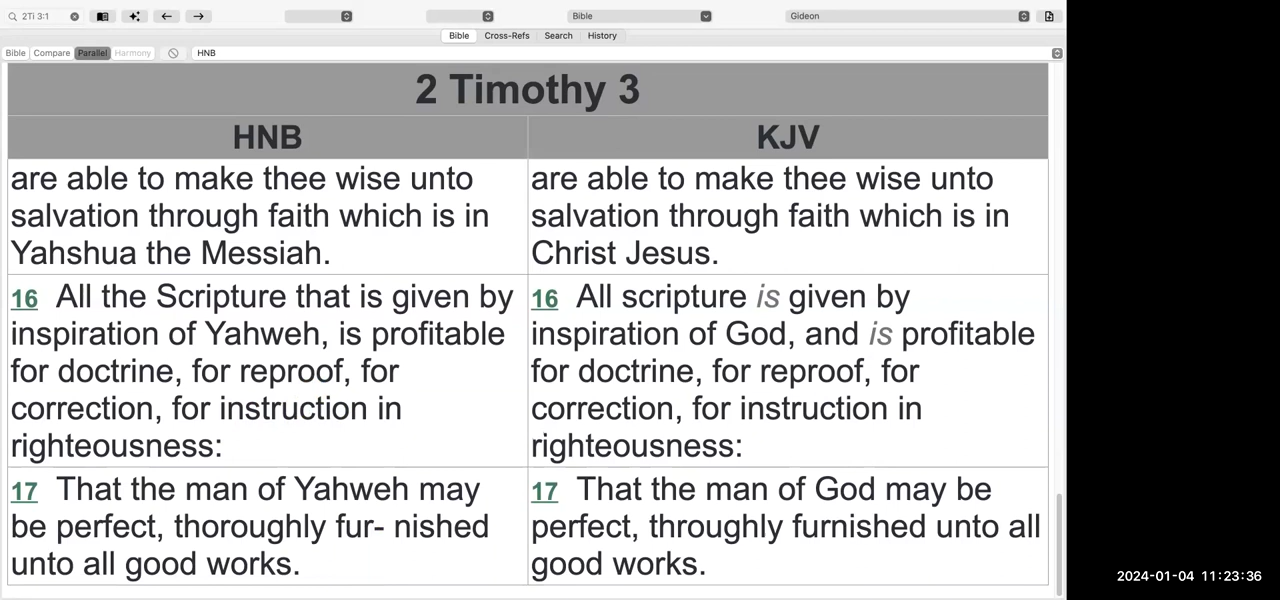 2Ti 3:1
Bible
Gideon
Bible Cross-Refs Search History
Bible Compare Parallel Harmony HNB
2 Timothy 3
HNB
are able to make thee wise unto
salvation through faith which is in
Yahshua the Messiah.
16 All the Scripture that is given by
inspiration of Yahweh, is profitable
for doctrine, for reproof, for
correction, for instruction in
righteousness:
17 That the man of Yahweh may
be perfect, thoroughly fur- nished
unto all good works.
KJV
are able to make thee wise unto
salvation through faith which is in
Christ Jesus.
16 All scripture is given by
inspiration of God, and is profitable
for doctrine, for reproof, for
correction, for instruction in
righteousness:
17 That the man of God may be
perfect, throughly furnished unto all
good works.
2024-01-04 11:23:36